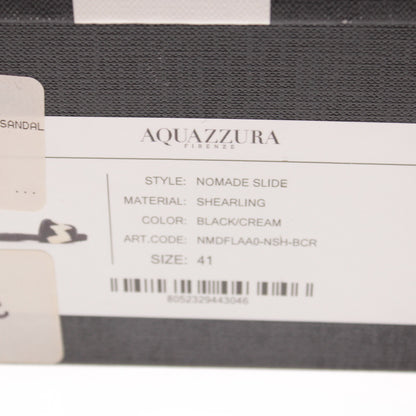 SANDAL
...
AQUAZZURA
FIRENZE
STYLE: NOMADE SLIDE
MATERIAL: SHEARLING
COLOR: BLACK/CREAM
ART.CODE: NMDFLAA0-NSH-BCR
SIZE: 41
8052329443046